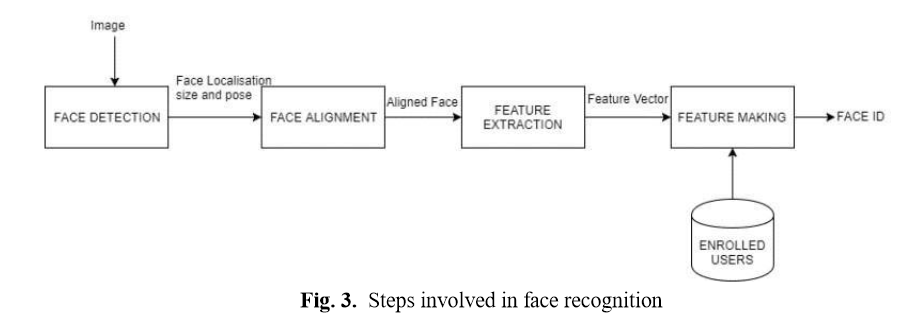 Image
Face Localisation
size and pose
FACE DETECTION
FACE ALIGNMENT
Aligned Face
FEATURE
EXTRACTION
Feature Vector
FEATURE MAKING
FACE ID
ENROLLED
USERS
Fig. 3. Steps involved in face recognition